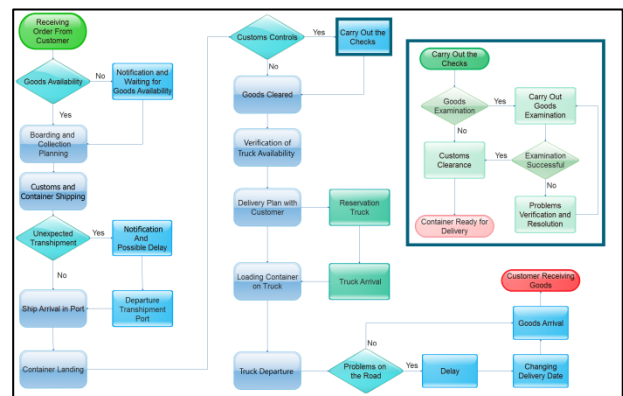 Receiving
Order From
Customer
Goods Availability
No
Notification and
Waiting for
Goods Availability
Yes
Boarding and
Collection
Planning
Customs and
Container Shipping
Unexpected
Transhipment
Yes
Notification
And
Possible Delay
No
Ship Arrival in Port
Departure
Transhipment
Port
Container Landing
Customs Controls
Yes
Carry Out the
Checks
No
Goods Cleared
Verification of
Truck Availability
Delivery Plan with
Customer
Reservation
Truck
Loading Container
on Truck
Truck Arrival
Truck Departure
Problems on
the Road
No
Yes
Delay
Changing
Delivery Date
Goods Arrival
Customer Receiving
Goods
Carry Out the
Checks
Goods
Examination
Yes
Carry Out
Goods
Examination
No
Customs
Clearance
Yes
Examination
Successful
No
Problems
Verification and
Resolution
Container Ready for
Delivery